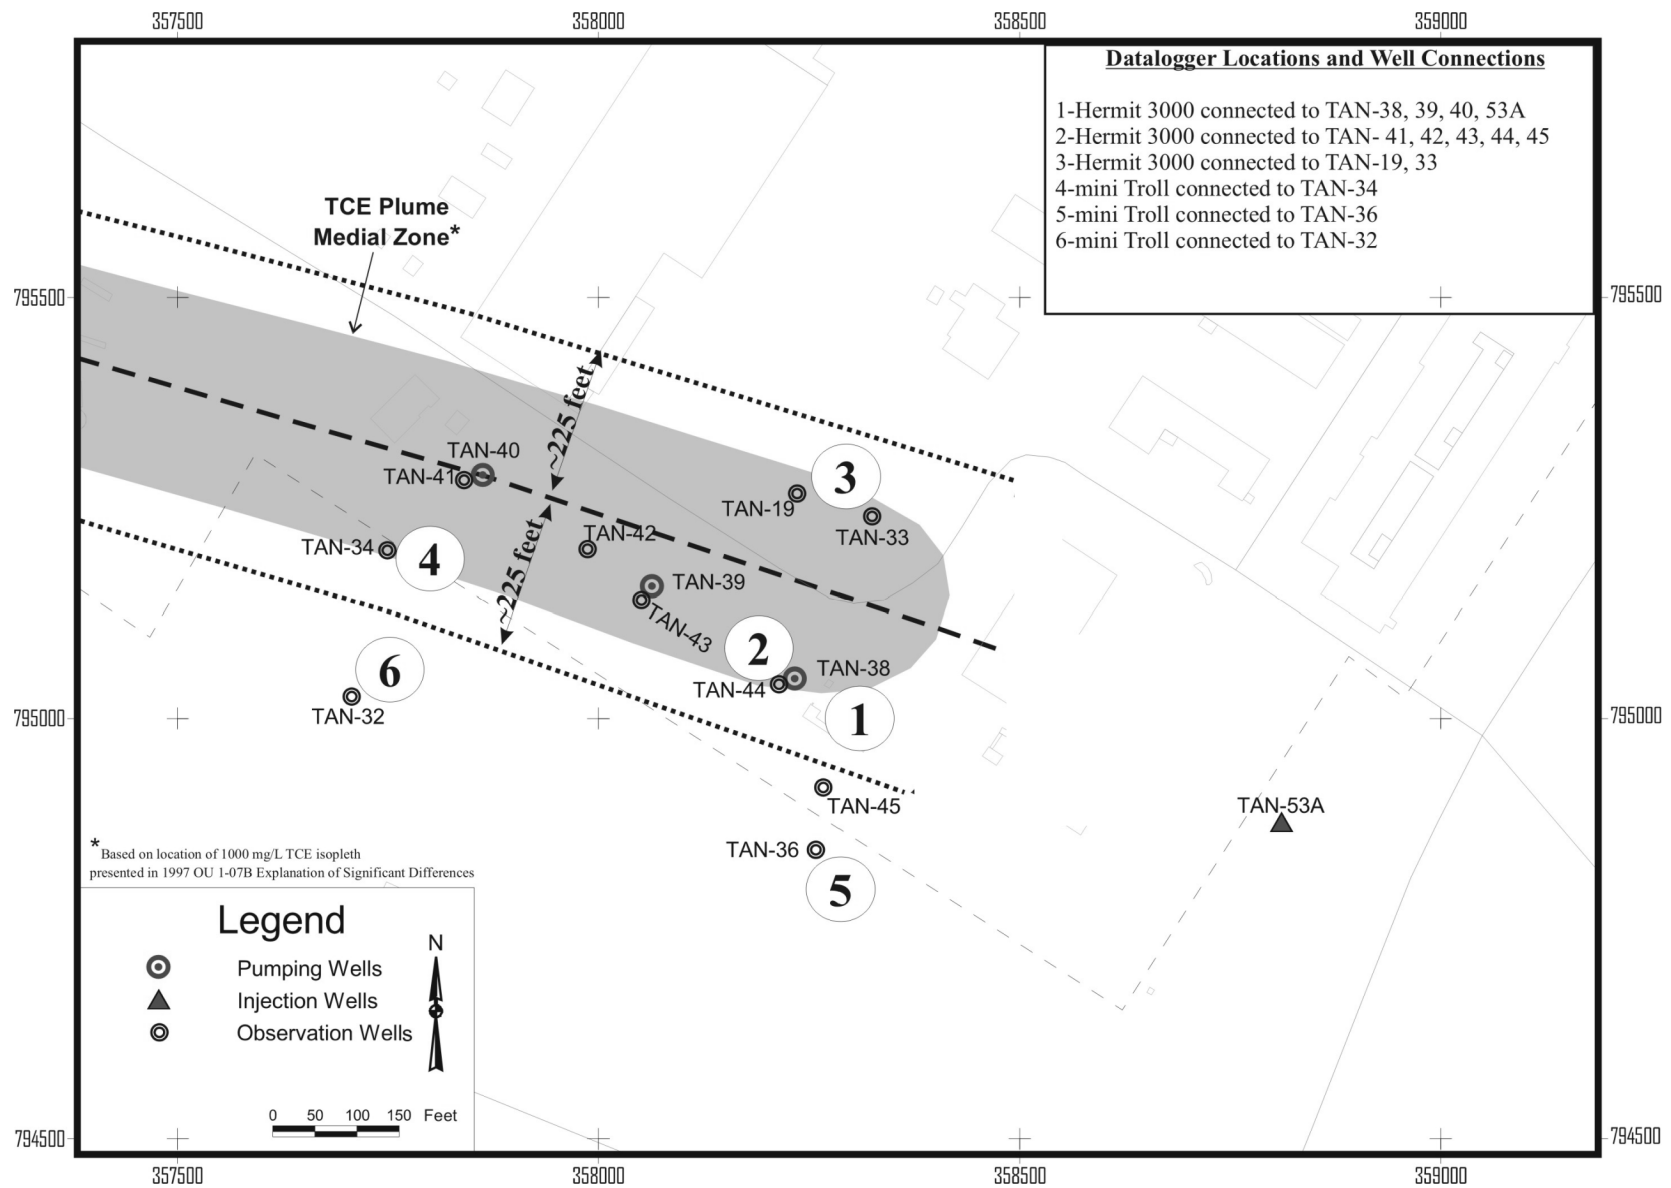 357500 358000 358500 359000
Datalogger Locations and Well Connections
1-Hermit 3000 connected to TAN-38, 39, 40, 53A
2-Hermit 3000 connected to TAN- 41, 42, 43, 44, 45
3-Hermit 3000 connected to TAN-19, 33
4-mini Troll connected to TAN-34
5-mini Troll connected to TAN-36
6-mini Troll connected to TAN-32
TCE Plume
Medial Zone*
795500 795500
~225 feet
TAN-40
TAN-41
3
TAN-19
TAN-33
TAN-42
TAN-34
4
~225 feet
TAN-39
TAN-43
2
TAN-38
6
TAN-44
TAN-32
1
795000 795000
TAN-45
TAN-53A
TAN-36
5
*Based on location of 1000 mg/L TCE isopleth
presented in 1997 OU 1-07B Explanation of Significant Differences
Legend
N
Pumping Wells
Injection Wells
Observation Wells
0 50 100 150 Feet
794500 794500
357500 358000 358500 359000